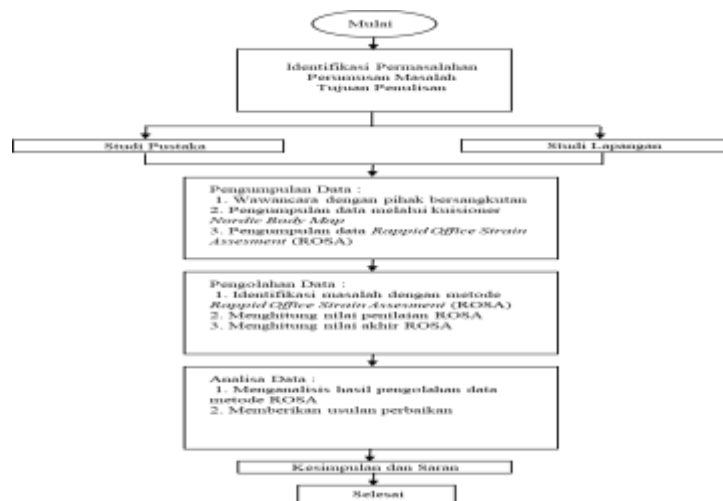 Mulai
Identifikasi Permasalahan
Perumusan Masalah
Tujuan Penulisan
Studi Pustaka
Studi Lapangan
Pengumpulan Data :
1. Wawancara dengan pihak bersangkutan
2. Pengumpulan data melalui kuisioner
Nordic Body Map
3. Pengumpulan data Rappid Office Strain
Assesment (ROSA)
Pengolahan Data :
1. Identifikasi masalah dengan metode
Rappid Office Strain Assesment (ROSA)
2. Menghitung nilai penilaian ROSA
3. Menghitung nilai akhir ROSA
Analisa Data :
1. Menganalisis hasil pengolahan data
metode ROSA
2. Memberikan usulan perbaikan
Kesimpulan dan Saran
Selesai